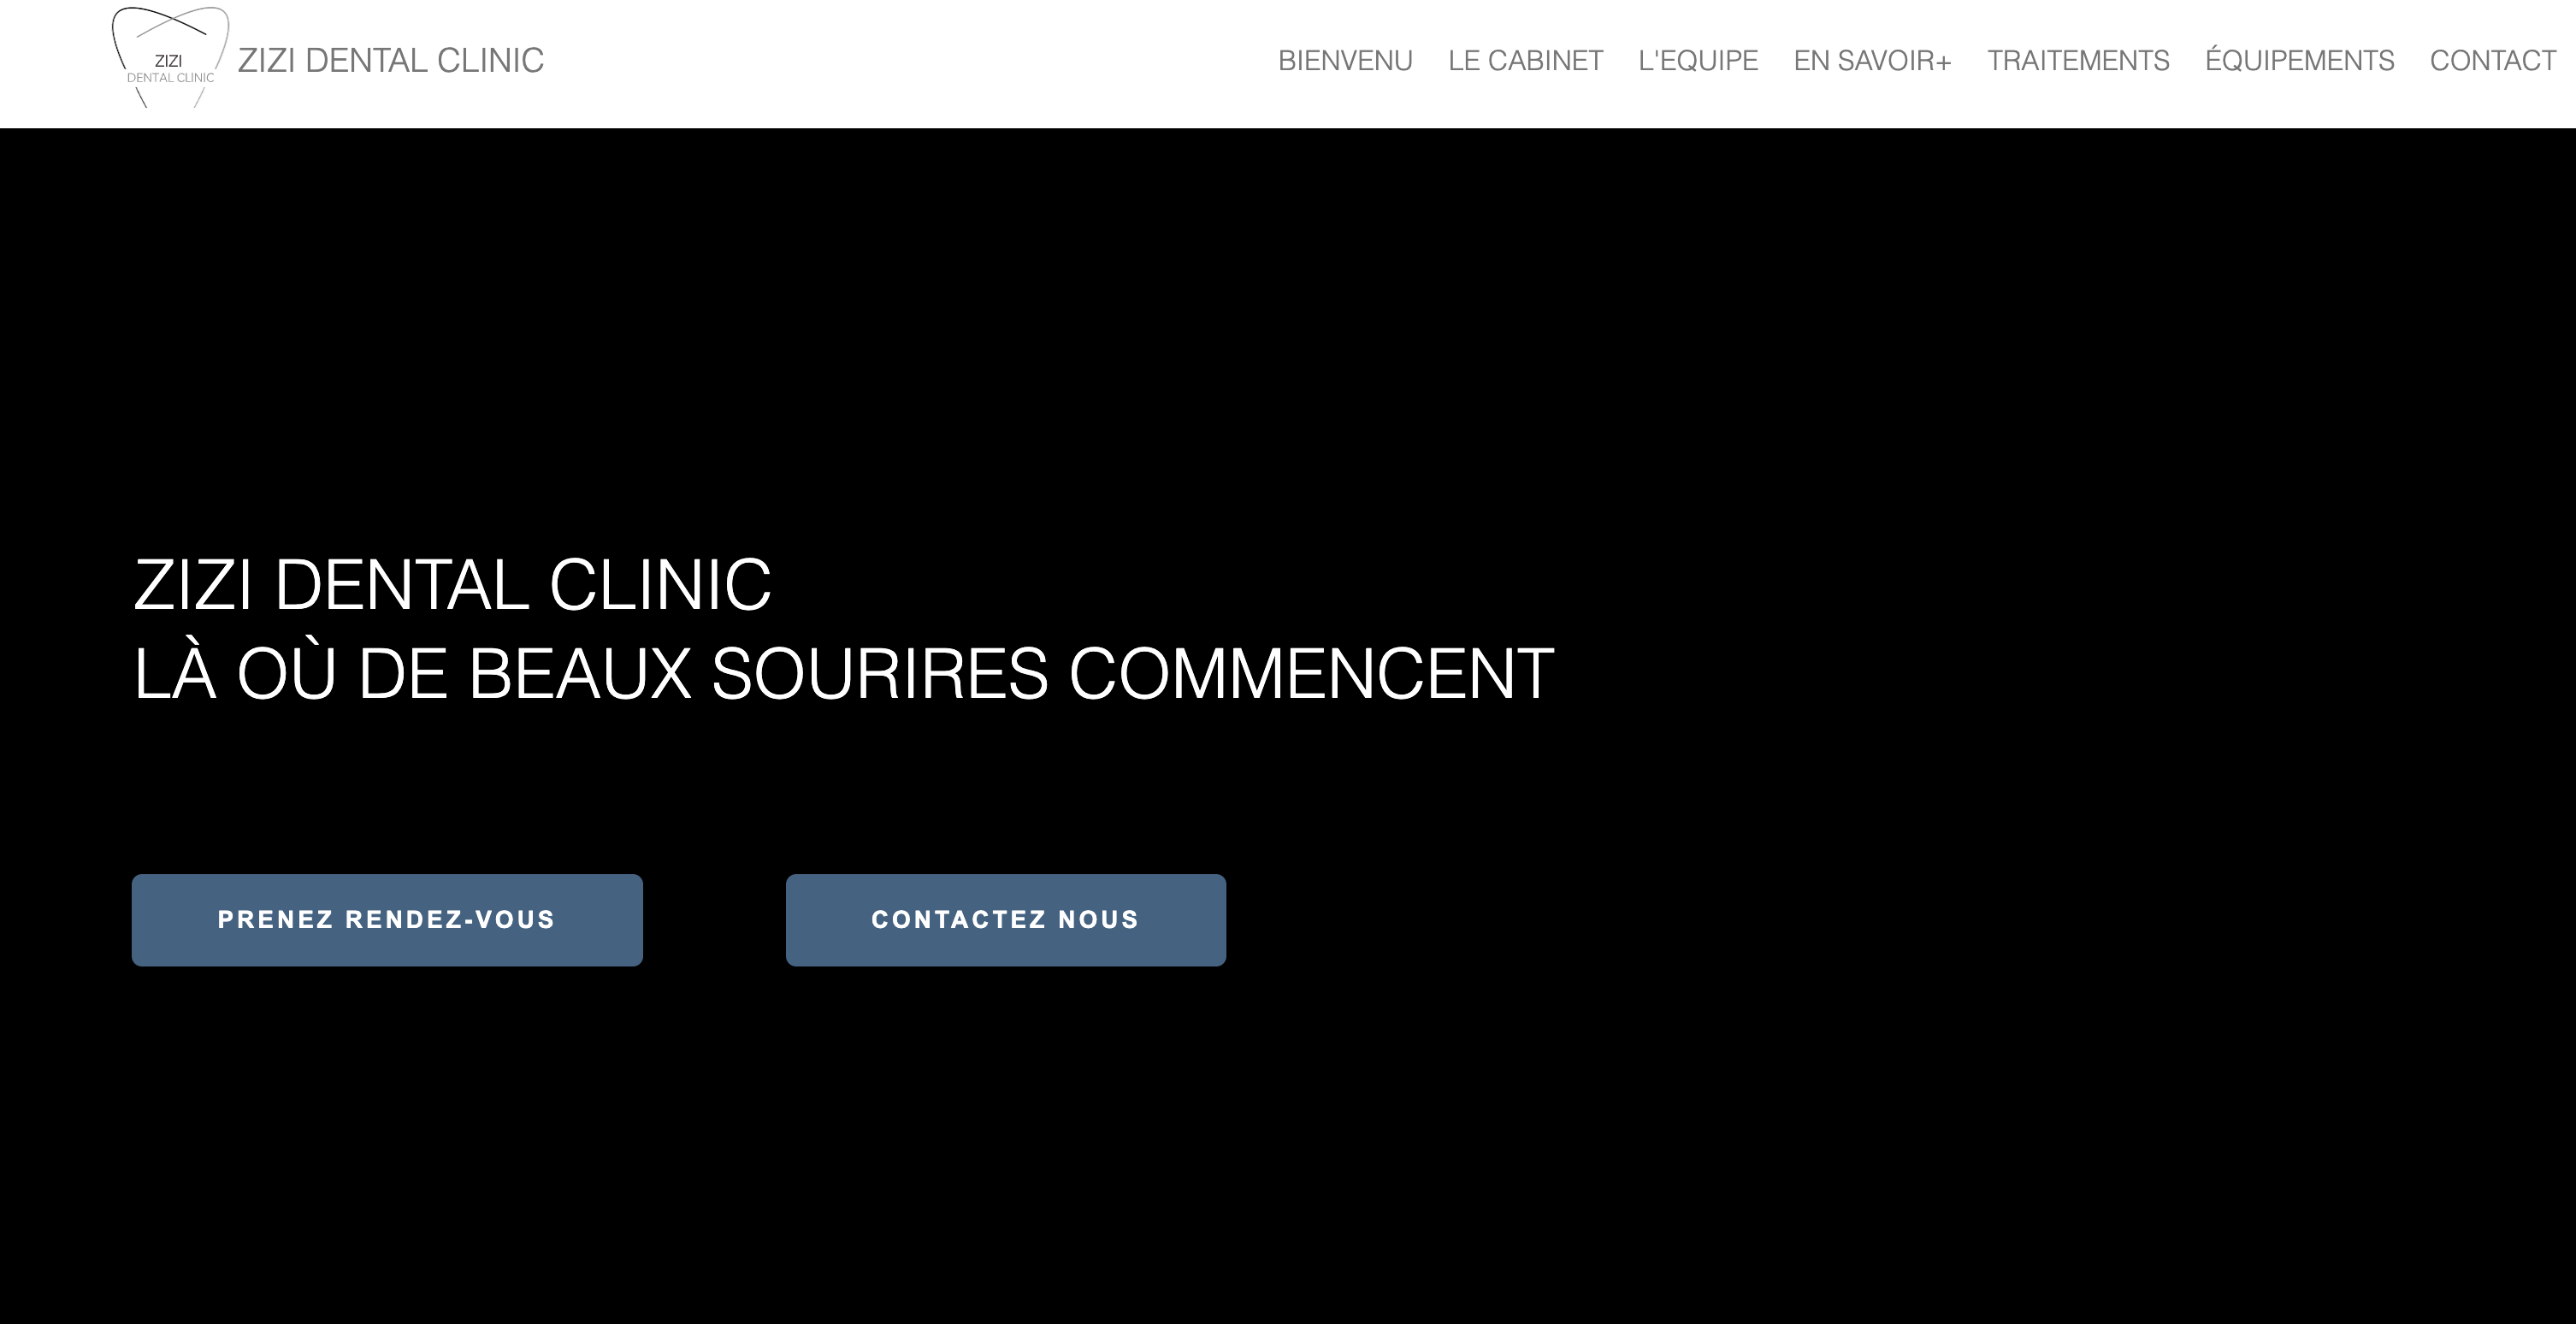 ZIZI
DENTAL CLINIC
ZIZI DENTAL CLINIC
BIENVENU LE CABINET L'EQUIPE EN SAVOIR+ TRAITEMENTS ÉQUIPEMENTS CONTACT
ZIZI DENTAL CLINIC
LÀ OÙ DE BEAUX SOURIRES COMMENCENT
PRENEZ RENDEZ-VOUS
CONTACTEZ NOUS